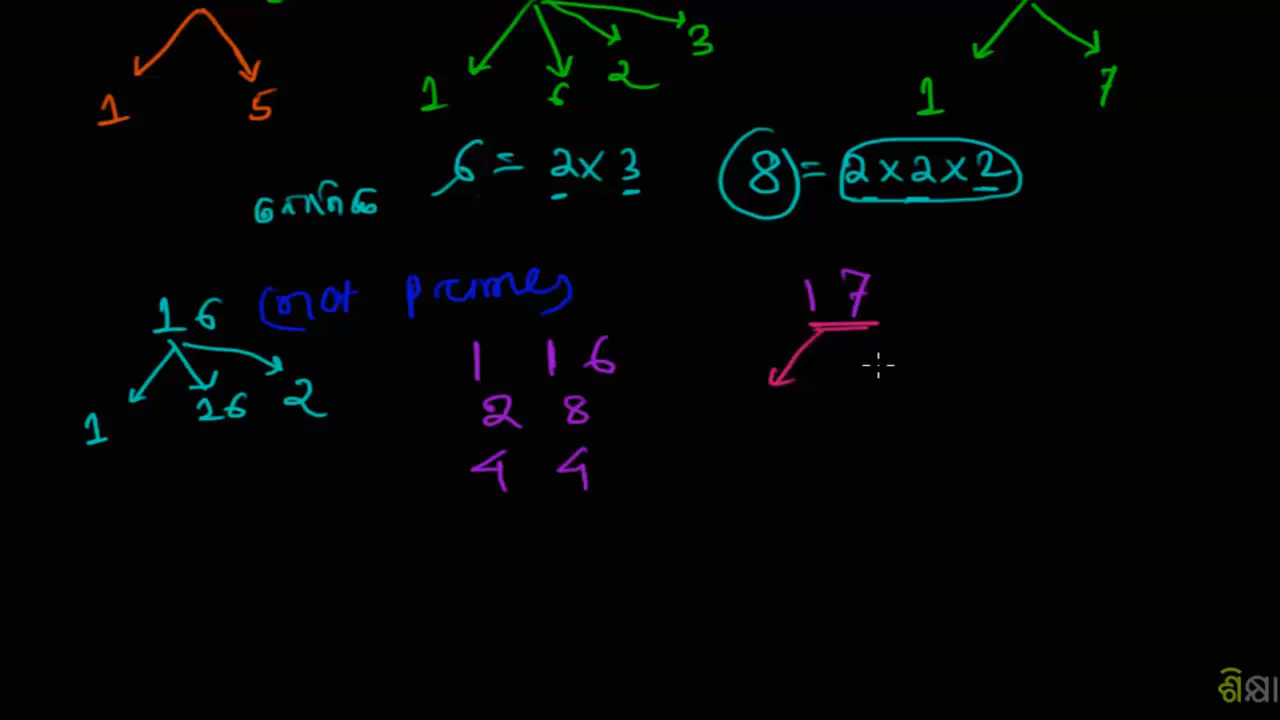 3
1 5 1 6 2 1 7
6 = 2 x 3 8 = 2 x 2 x 2
16 (not primes 17
1 16
1 16 2 2 8
4 4
ଶିକ୍ଷା